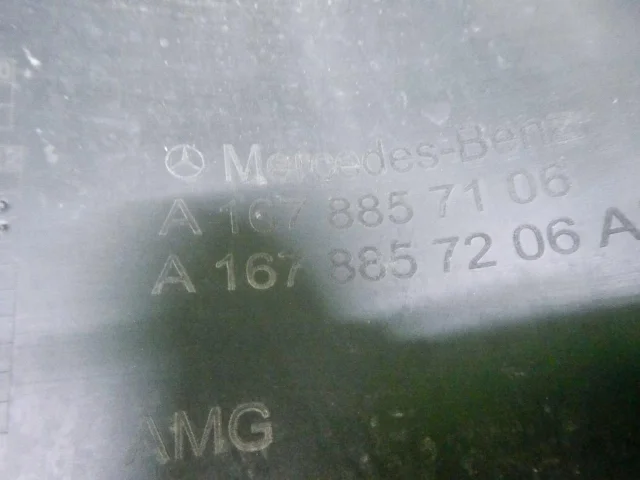 Mercedes-Benz
A 167 885 71 06
A 167 885 72 06 A
AMG